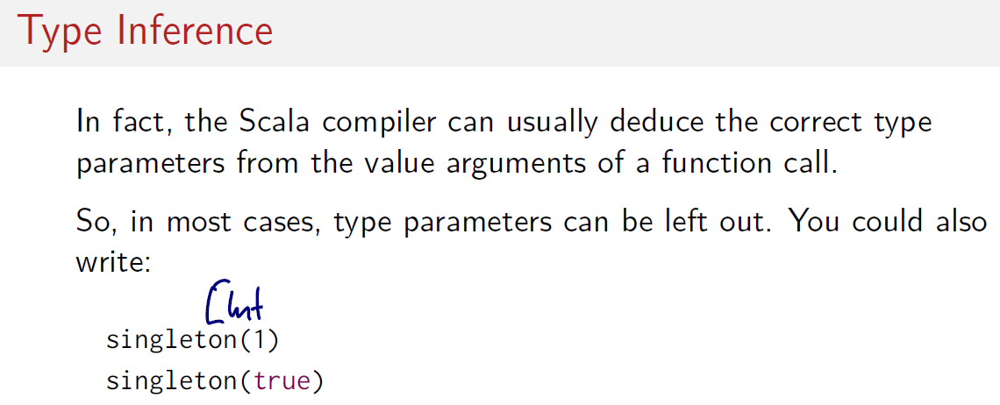 Type Inference
In fact, the Scala compiler can usually deduce the correct type
parameters from the value arguments of a function call.
So, in most cases, type parameters can be left out. You could also
write:
[Int
singleton(1)
singleton(true)